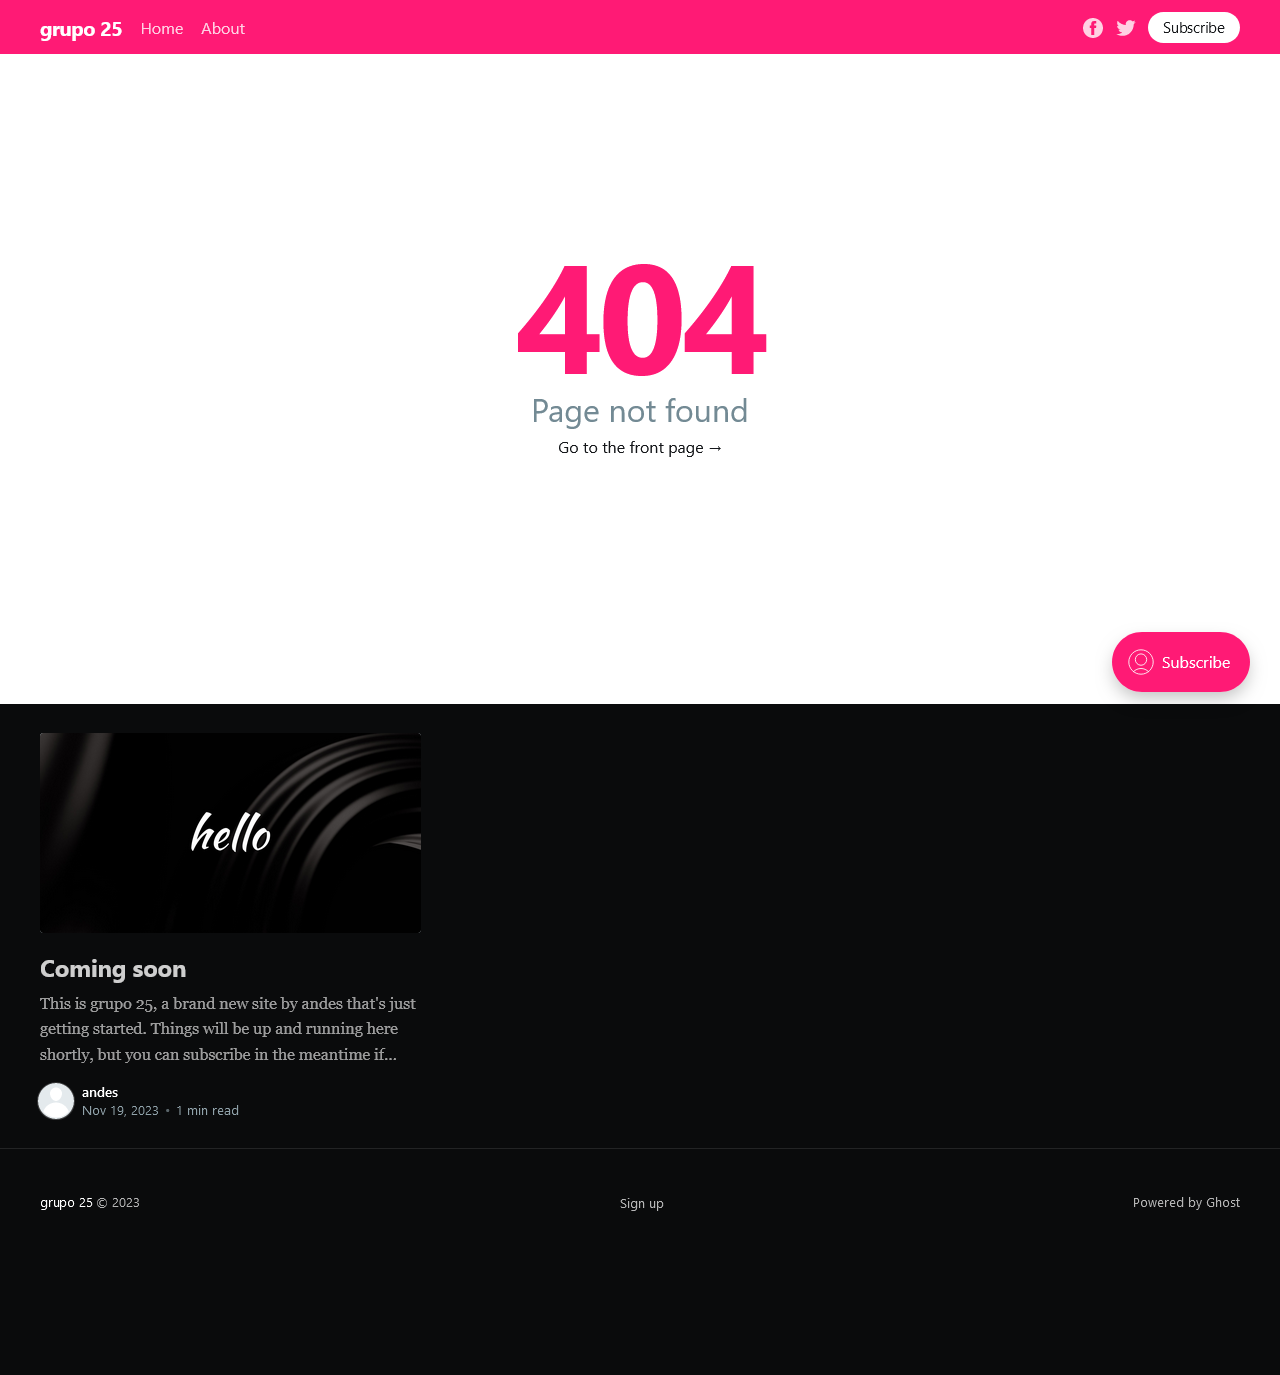 grupo 25 Home About Subscribe
404
Page not found
Go to the front page →
Subscribe
hello
Coming soon
This is grupo 25, a brand new site by andes that's just
getting started. Things will be up and running here
shortly, but you can subscribe in the meantime if...
andes
Nov 19, 2023 • 1 min read
grupo 25 © 2023 Sign up Powered by Ghost